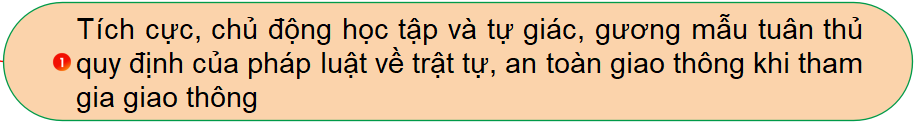 Tích cực, chủ động học tập và tự giác, gương mẫu tuân thủ
1 quy định của pháp luật về trật tự, an toàn giao thông khi tham
gia giao thông